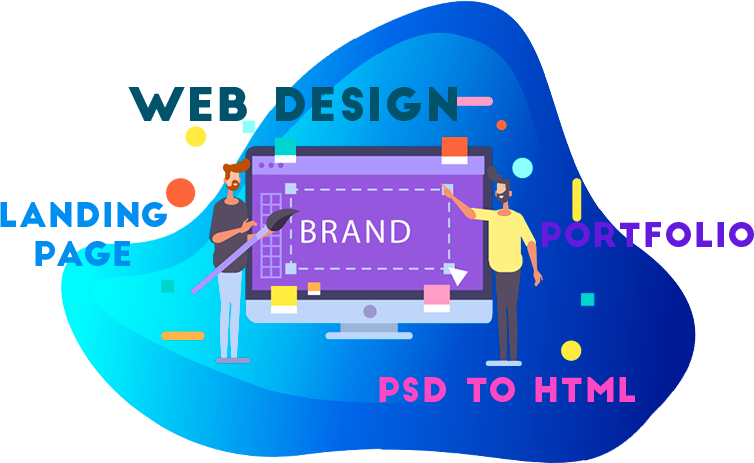 WEB DESIGN
LANDING
PAGE
BRAND
PORTFOLIO
PSD TO HTML